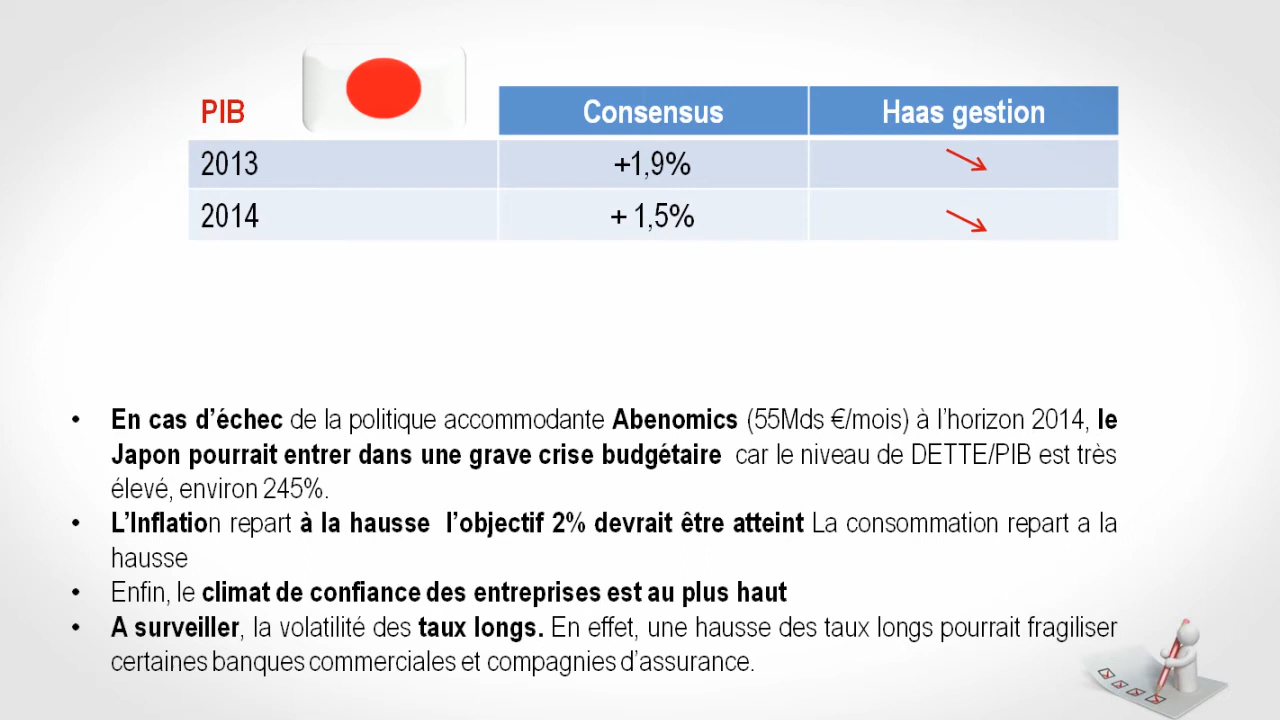 PIB Consensus Haas gestion
2013 +1,9%
2014 + 1,5%
• En cas d'échec de la politique accommodante Abenomics (55Mds €/mois) à l'horizon 2014, le
Japon pourrait entrer dans une grave crise budgétaire car le niveau de DETTE/PIB est très
élevé, environ 245%.
• L'Inflation repart à la hausse l'objectif 2% devrait être atteint La consommation repart a la
hausse
• Enfin, le climat de confiance des entreprises est au plus haut
• A surveiller, la volatilité des taux longs. En effet, une hausse des taux longs pourrait fragiliser
certaines banques commerciales et compagnies d'assurance.